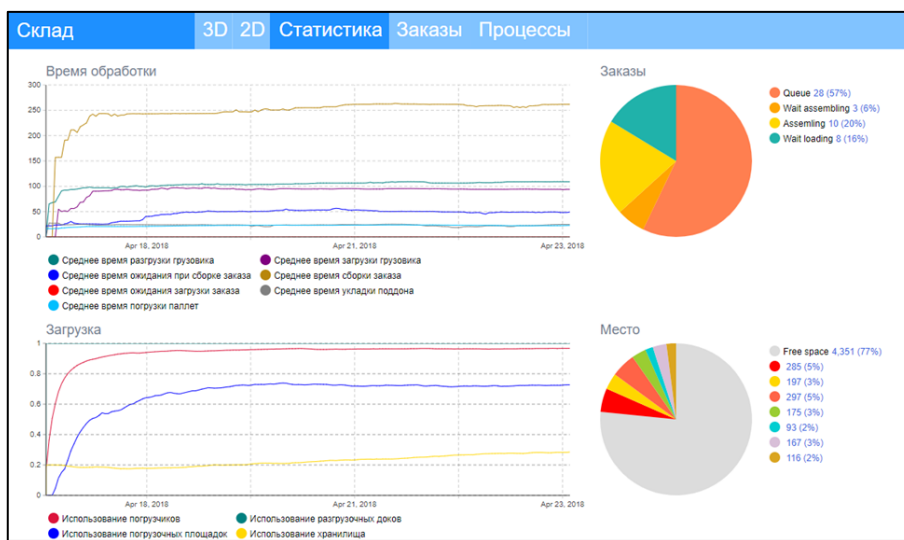 Склад 3D 2D Статистика Заказы Процессы
Время обработки
300
250
200
150
100
50
0
Apr 18, 2018 Apr 21, 2018 Apr 23, 2018
Среднее время разгрузки грузовика Среднее время загрузки грузовика
Среднее время ожидания при сборке заказа Среднее время сборки заказа
Среднее время ожидания загрузки заказа Среднее время укладки поддона
Среднее время погрузки паллет
Заказы
Queue 28 (57%)
Wait assembling 3 (6%)
Assemling 10 (20%)
Wait loading 8 (16%)
Загрузка
1
0.8
0.6
0.4
0.2
0
Apr 18, 2018 Apr 21, 2018 Apr 23, 2018
Использование погрузчиков Использование разгрузочных доков
Использование погрузочных площадок Использование хранилища
Место
Free space 4,351 (77%)
285 (5%)
197 (3%)
297 (5%)
175 (3%)
93 (2%)
167 (3%)
116 (2%)